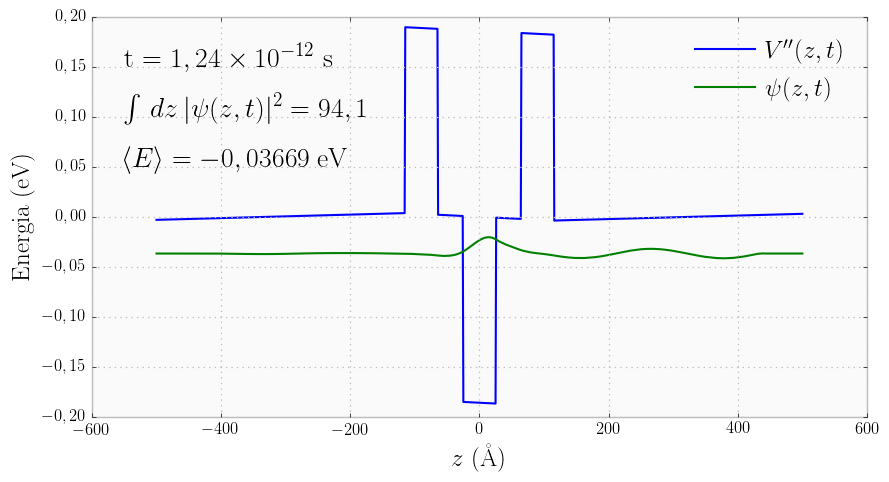 0,20
0,15
0,10
0,05
0,00
−0,05
−0,10
−0,15
−0,20
Energia (eV)
t = 1,24 × 10⁻¹² s
∫ dz |ψ(z,t)|² = 94,1
⟨E⟩ = −0,03669 eV
V′′(z,t)
ψ(z,t)
−600 −400 −200 0 200 400 600
z (Å)